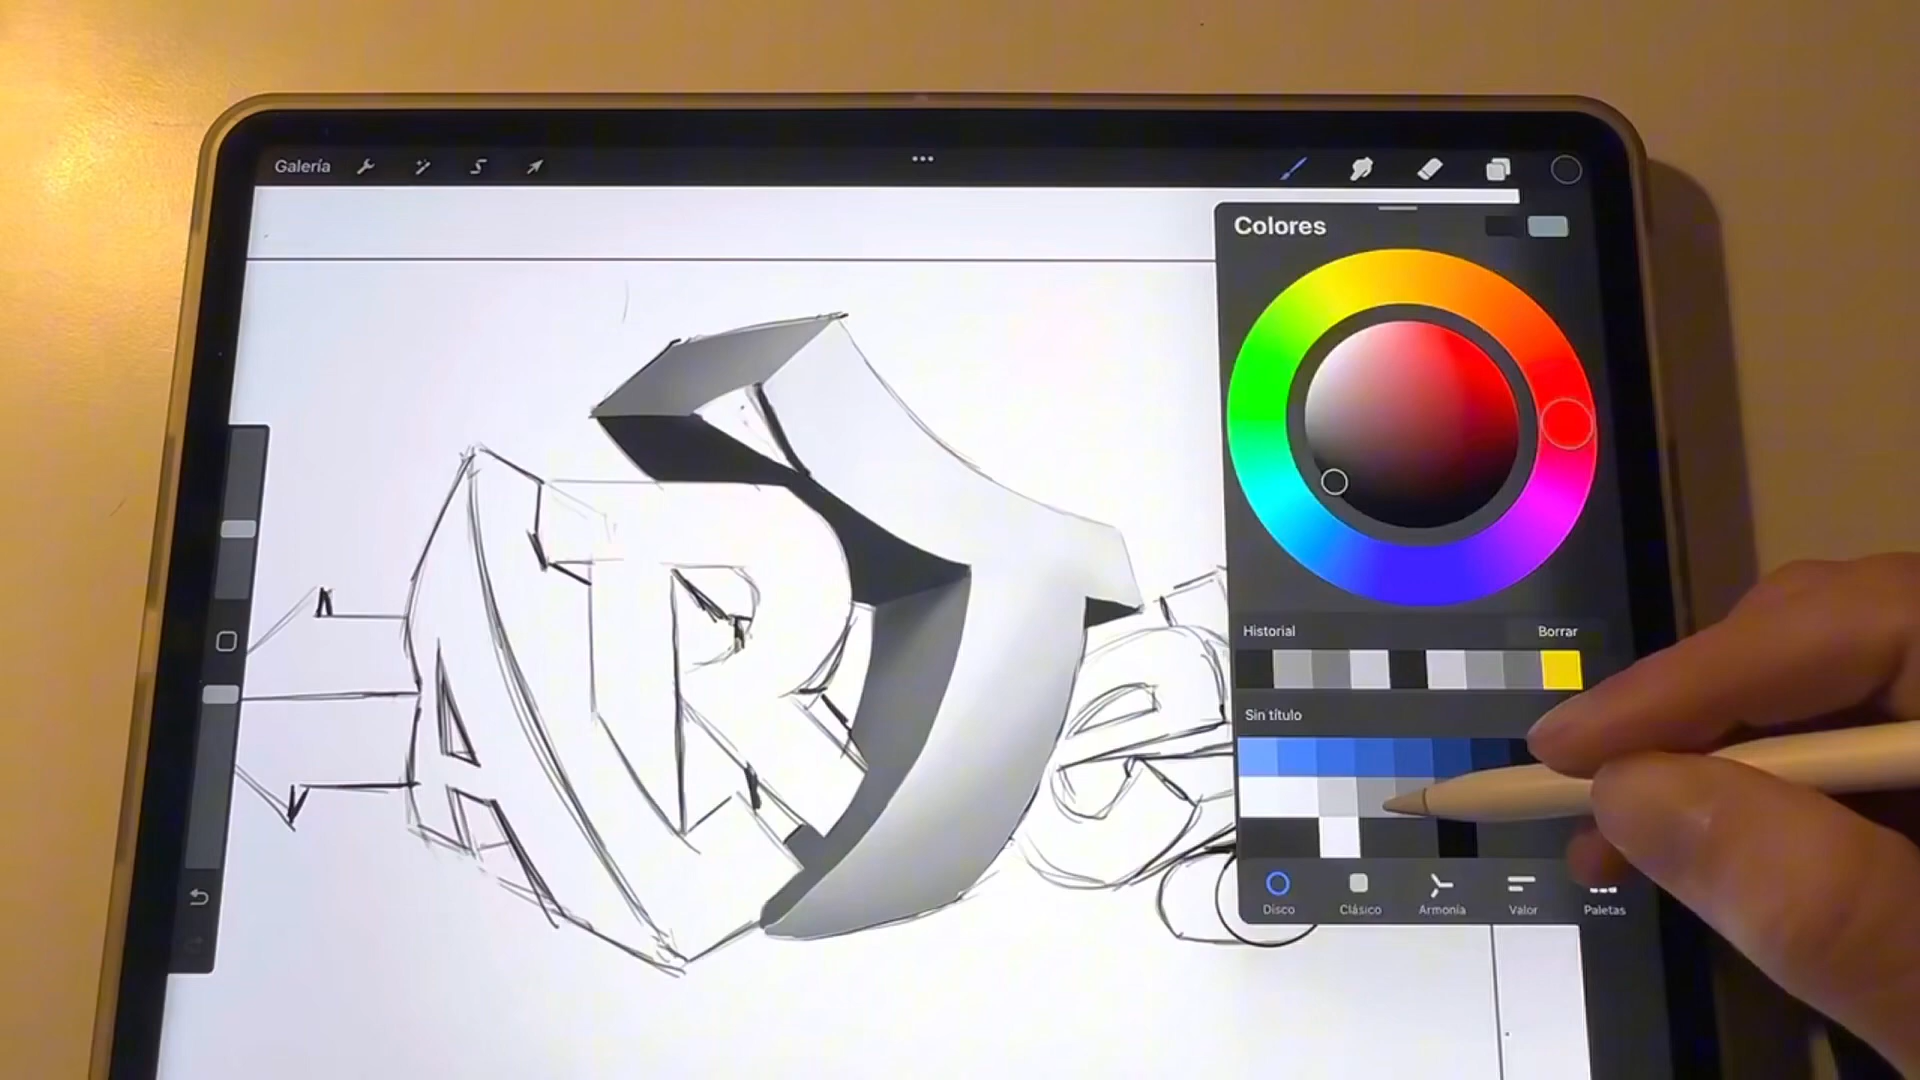 Galería
Colores
Historial Borrar
Sin título
Disco Clásico Armonía Valor Paletas
ART